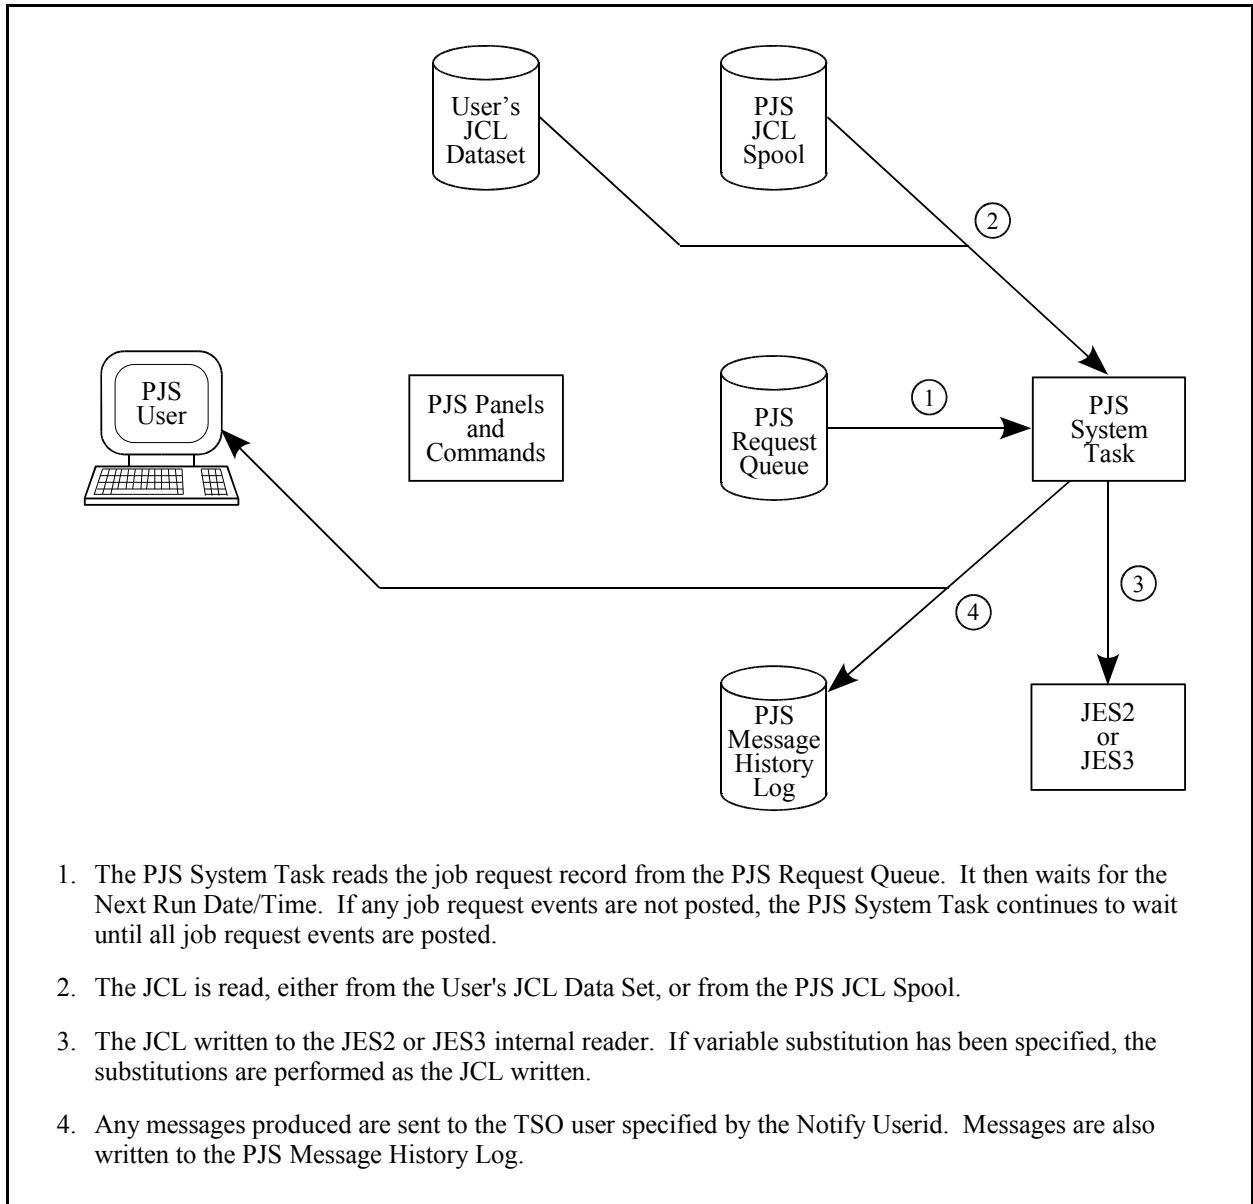 User's
JCL
Dataset
PJS
JCL
Spool
2
PJS
User
PJS Panels
and
Commands
PJS
Request
Queue
1
PJS
System
Task
3
4
PJS
Message
History
Log
JES2
or
JES3
1. The PJS System Task reads the job request record from the PJS Request Queue. It then waits for the
Next Run Date/Time. If any job request events are not posted, the PJS System Task continues to wait
until all job request events are posted.
2. The JCL is read, either from the User's JCL Data Set, or from the PJS JCL Spool.
3. The JCL written to the JES2 or JES3 internal reader. If variable substitution has been specified, the
substitutions are performed as the JCL written.
4. Any messages produced are sent to the TSO user specified by the Notify Userid. Messages are also
written to the PJS Message History Log.